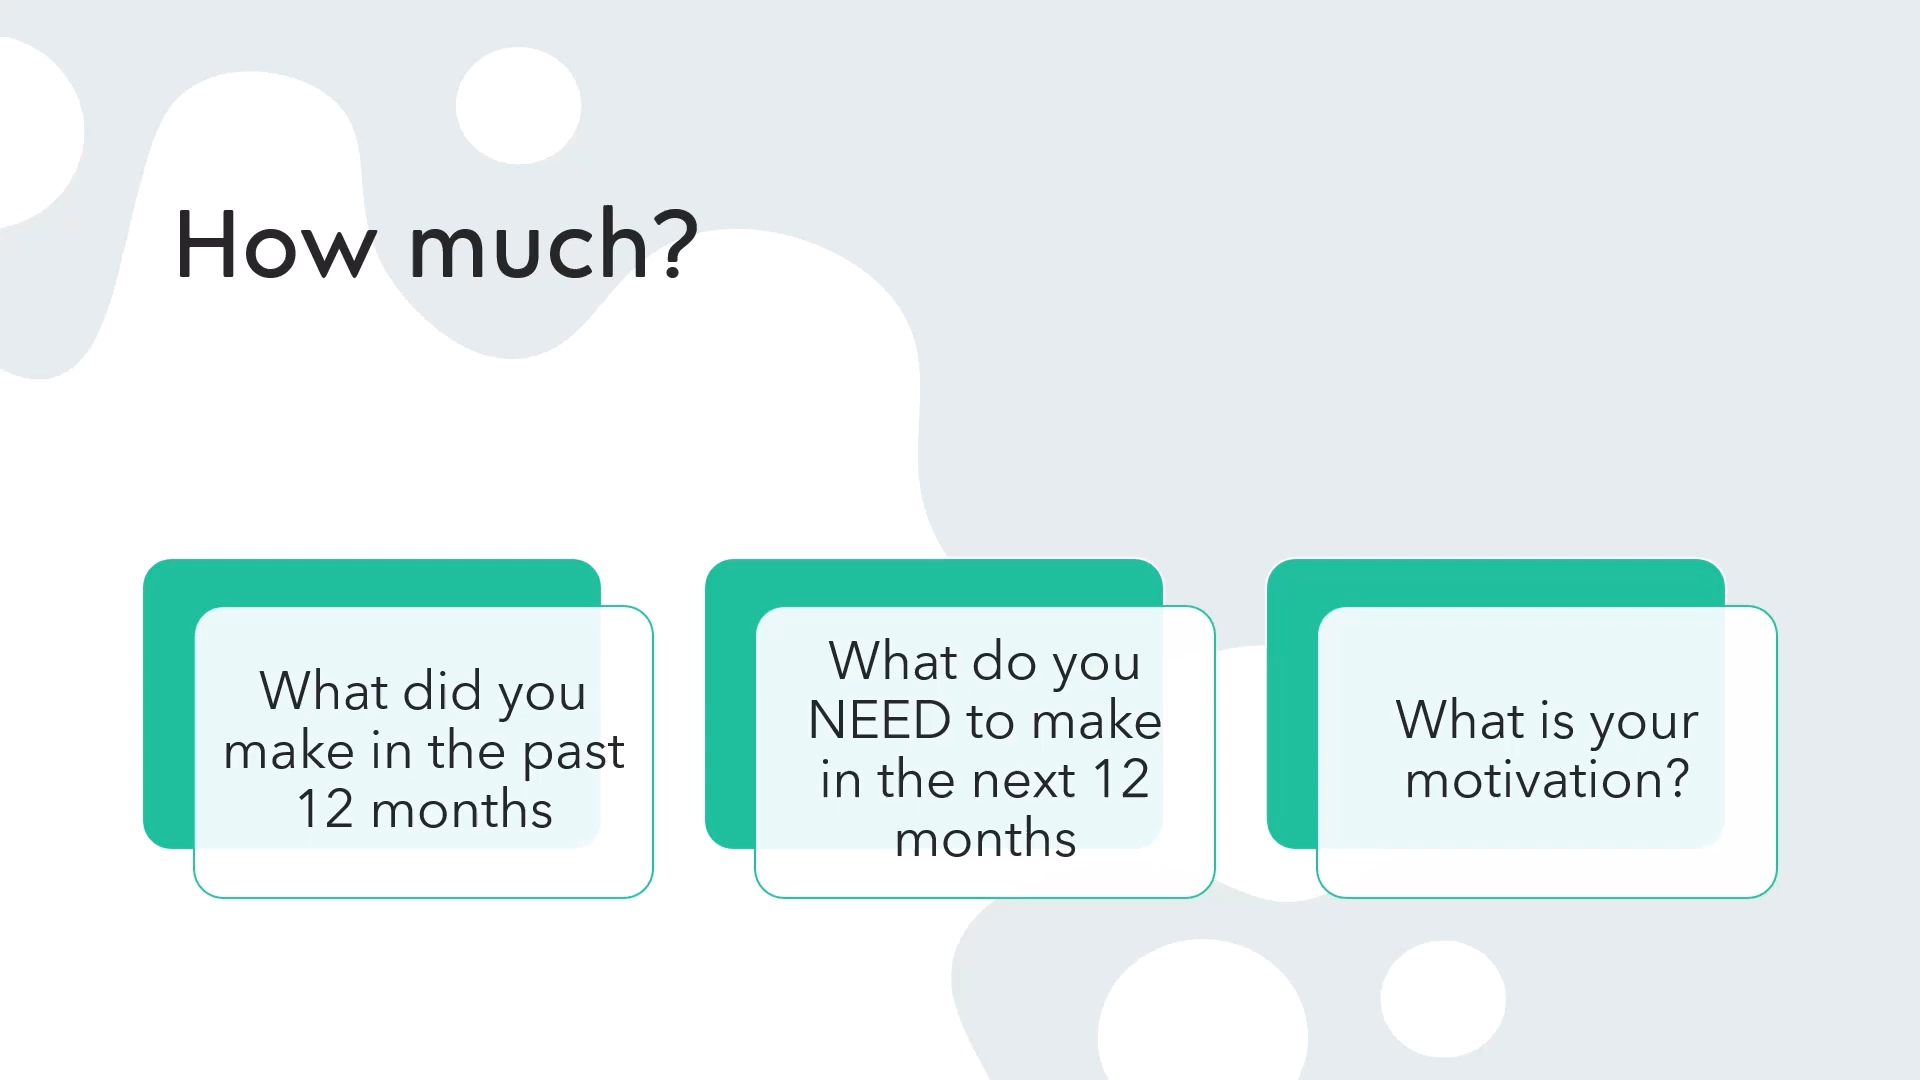 How much?
What did you
make in the past
12 months
What do you
NEED to make
in the next 12
months
What is your
motivation?